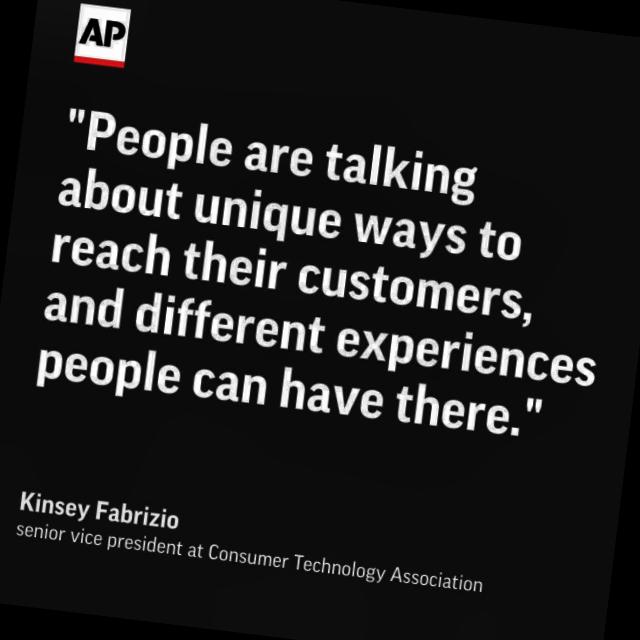 AP
"People are talking
about unique ways to
reach their customers,
and different experiences
people can have there."
Kinsey Fabrizio
senior vice president at Consumer Technology Association